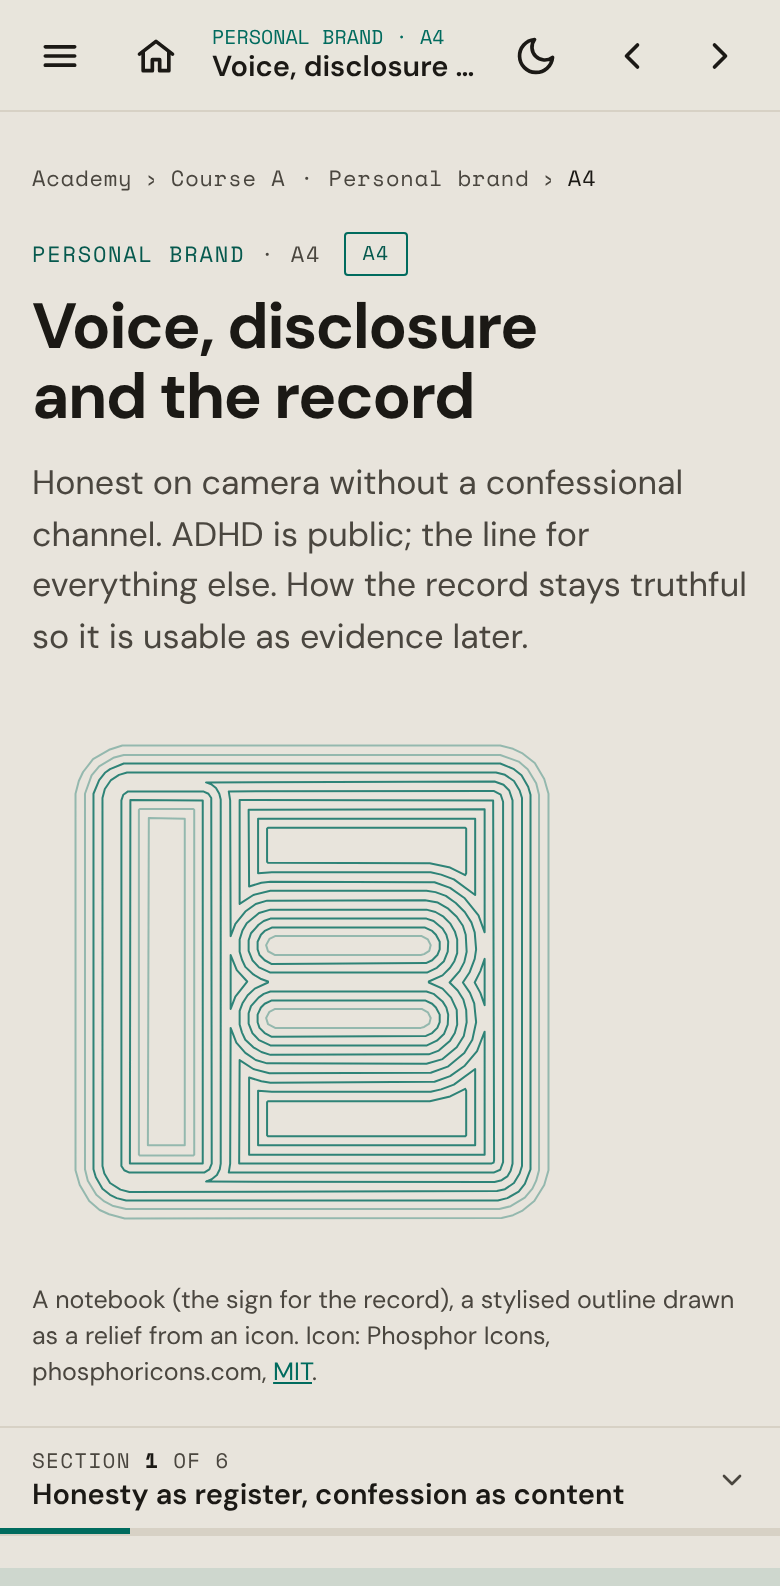 PERSONAL BRAND · A4
Voice, disclosure ...
Academy › Course A · Personal brand › A4
PERSONAL BRAND · A4 A4
Voice, disclosure
and the record
Honest on camera without a confessional
channel. ADHD is public; the line for
everything else. How the record stays truthful
so it is usable as evidence later.
A notebook (the sign for the record), a stylised outline drawn
as a relief from an icon. Icon: Phosphor Icons,
phosphoricons.com, MIT.
SECTION 1 OF 6
Honesty as register, confession as content